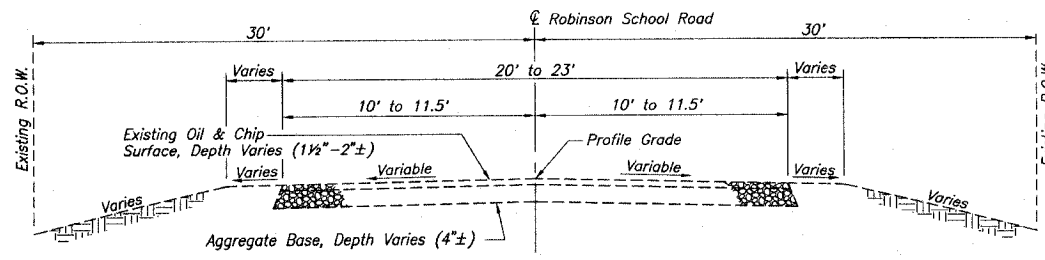 ℄ Robinson School Road
30'
30'
Varies
20' to 23'
Varies
10' to 11.5'
10' to 11.5'
Existing R.O.W.
Existing Oil & Chip
Surface, Depth Varies (1½"-2"±)
Profile Grade
Varies
Variable
Variable
Varies
Varies
Varies
Aggregate Base, Depth Varies (4"±)